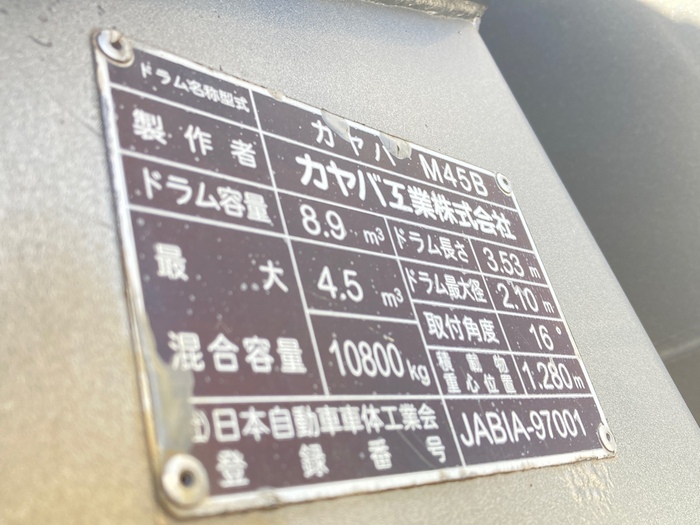 ドラム名称型式 カヤバ M45B
製作者 カヤバ工業株式会社
ドラム容量 8.9 m³ ドラム長さ 3.53 m
最大混合容量 4.5 m³ ドラム最大径 2.10 m
10800kg 取付角度 16°
積載物重心位置 1.280m
(社)日本自動車車体工業会
登録番号 JABIA-97001